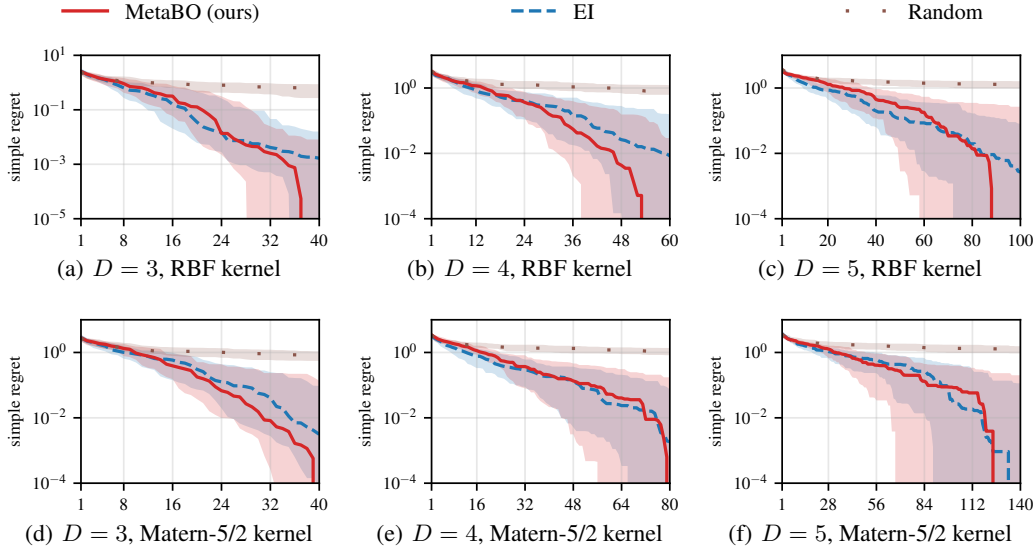 MetaBO (ours) EI Random
simple regret
10^1
10^-1
10^-3
10^-5
1 8 16 24 32 40
(a) D = 3, RBF kernel
simple regret
10^0
10^-2
10^-4
1 12 24 36 48 60
(b) D = 4, RBF kernel
simple regret
10^0
10^-2
10^-4
1 20 40 60 80 100
(c) D = 5, RBF kernel
simple regret
10^0
10^-2
10^-4
1 8 16 24 32 40
(d) D = 3, Matern-5/2 kernel
simple regret
10^0
10^-2
10^-4
1 16 32 48 64 80
(e) D = 4, Matern-5/2 kernel
simple regret
10^0
10^-2
10^-4
1 28 56 84 112 140
(f) D = 5, Matern-5/2 kernel